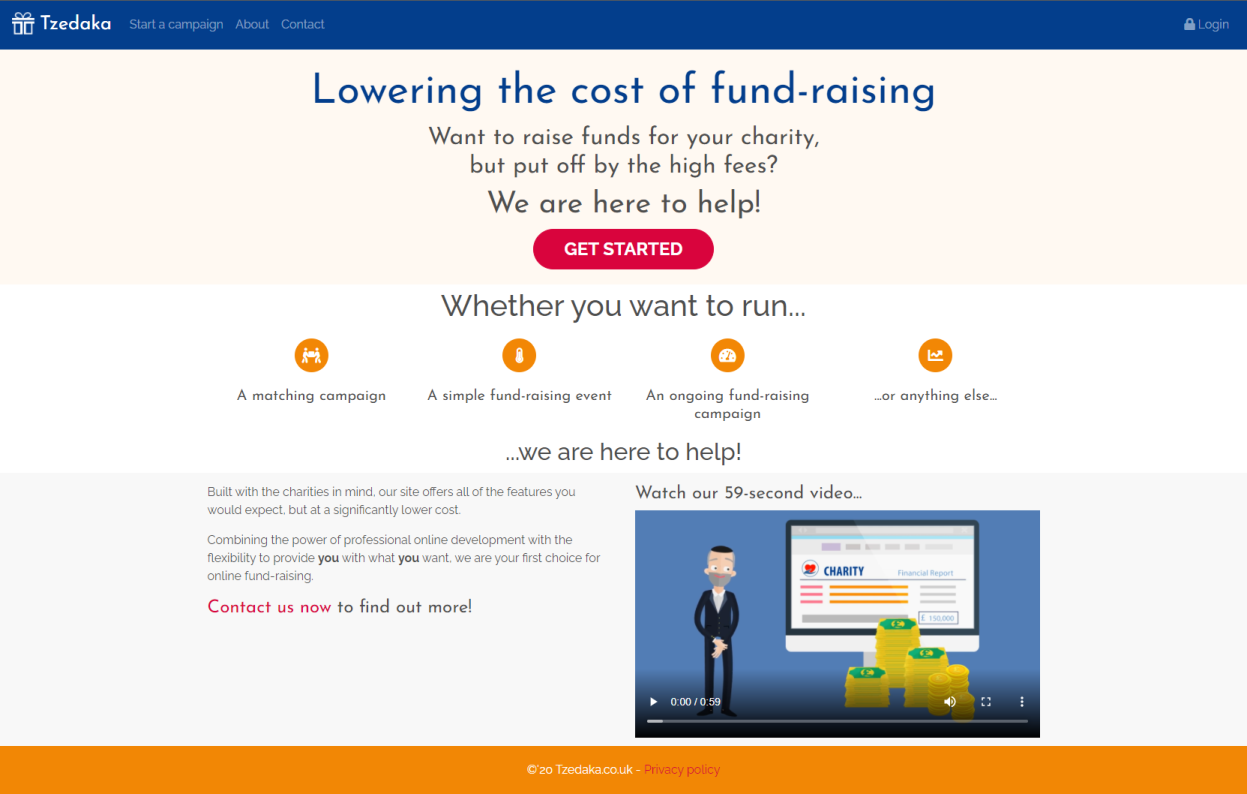 Tzedaka Start a campaign About Contact Login
Lowering the cost of fund-raising
Want to raise funds for your charity,
but put off by the high fees?
We are here to help!
GET STARTED
Whether you want to run...
A matching campaign
A simple fund-raising event
An ongoing fund-raising
campaign
...or anything else...
...we are here to help!
Built with the charities in mind, our site offers all of the features you
would expect, but at a significantly lower cost.
Combining the power of professional online development with the
flexibility to provide you with what you want, we are your first choice for
online fund-raising.
Contact us now to find out more!
Watch our 59-second video...
CHARITY Financial Report
£ 150,000
0:00 / 0:59
©'20 Tzedaka.co.uk - Privacy policy